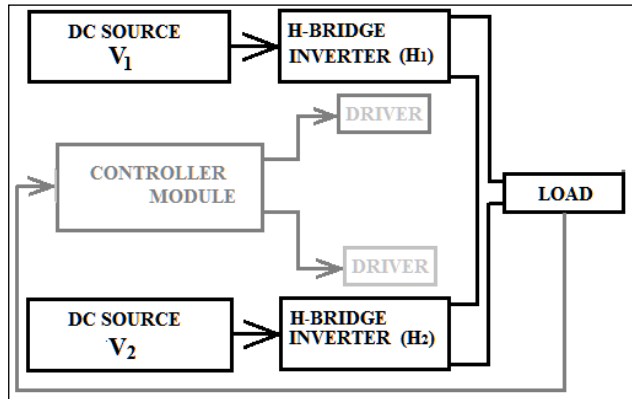 DC SOURCE
V1
H-BRIDGE
INVERTER (H1)
DRIVER
CONTROLLER
MODULE
LOAD
DRIVER
DC SOURCE
V2
H-BRIDGE
INVERTER (H2)